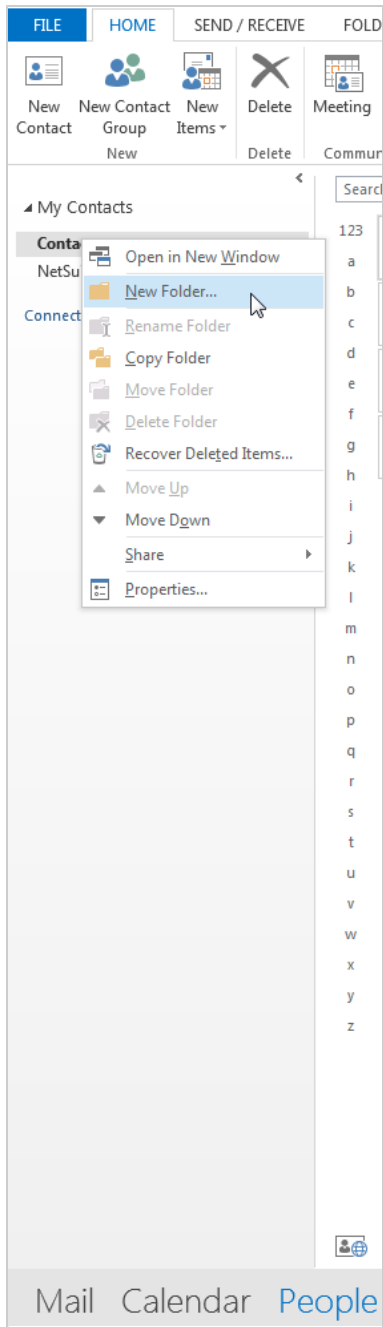 FILE HOME SEND / RECEIVE FOLD
New Contact
New Contact Group
New Items
Delete
Meeting
New Delete Commun
My Contacts
Searcl
Conta
NetSu
Connect
Open in New Window
New Folder...
Rename Folder
Copy Folder
Move Folder
Delete Folder
Recover Deleted Items...
Move Up
Move Down
Share
Properties...
123
a
b
c
d
e
f
g
h
i
j
k
l
m
n
o
p
q
r
s
t
u
v
w
x
y
z
Mail Calendar People